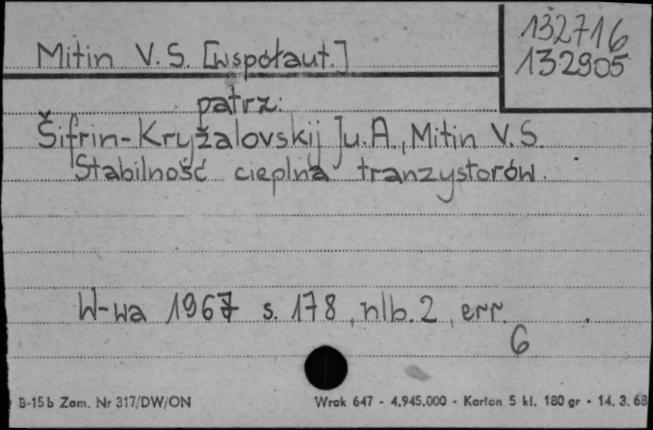 132716
Mitin V. S. [współaut.]
132905
patrz:
Šifrin-Kryžalovskij Ju.A., Mitin V. S.
Stabilność cieplna tranzystorów.
W-wa 1967 s. 178, nlb. 2, err.
6
B-15b Zam. Nr 317/DW/ON Wrak 647 - 4.945.000 - Karton 5 kl. 180 gr - 14. 3. 68